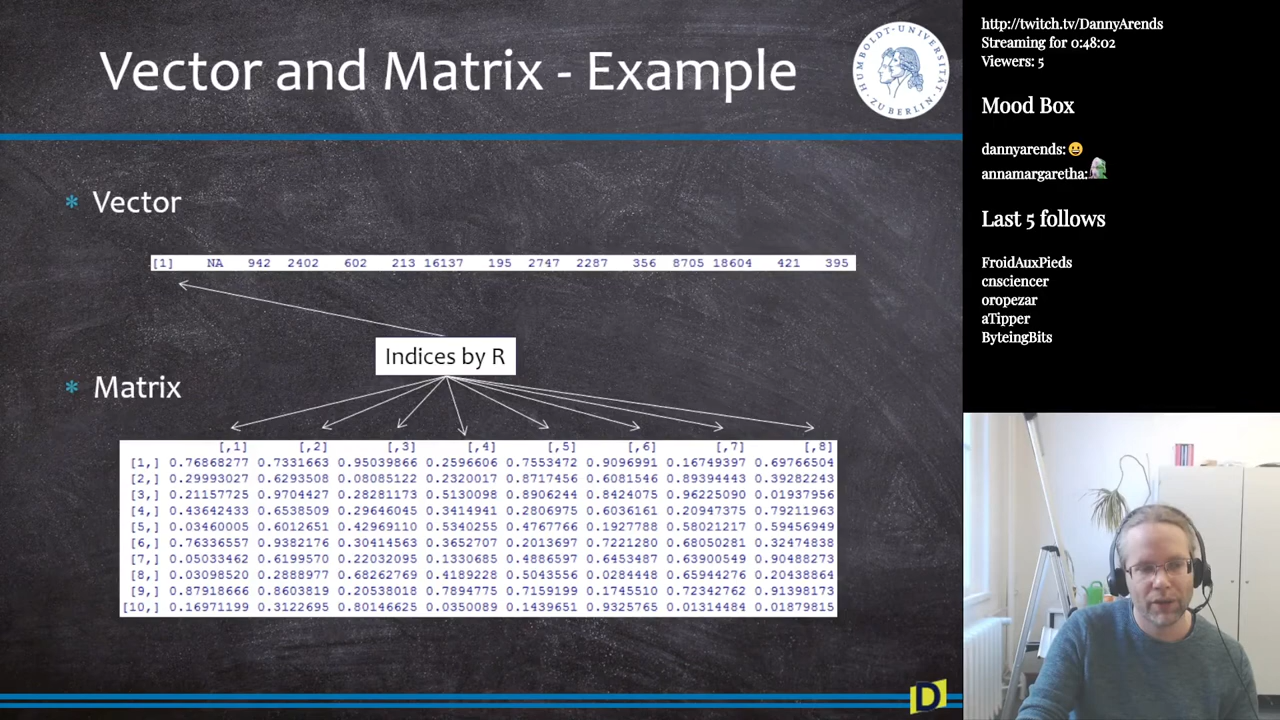 Vector and Matrix - Example
HUMBOLDT-UNIVERSITÄT
ZU BERLIN
* Vector
[1] NA 942 2402 602 213 16137 195 2747 2287 356 8705 18604 421 395
Indices by R
* Matrix
[,1] [,2] [,3] [,4] [,5] [,6] [,7] [,8]
[1,] 0.76868277 0.7331663 0.95039866 0.2596606 0.7553472 0.9096991 0.16749397 0.69766504
[2,] 0.29993027 0.6293508 0.08085122 0.2320017 0.8717456 0.6081546 0.89394443 0.39282243
[3,] 0.21157725 0.9704427 0.28281173 0.5130098 0.8906244 0.8424075 0.96225090 0.01937956
[4,] 0.43642433 0.6538509 0.29646045 0.3414941 0.2806975 0.6036161 0.20947375 0.79211963
[5,] 0.03460005 0.6012651 0.42969110 0.5340255 0.4767766 0.1927788 0.58021217 0.59456949
[6,] 0.76336557 0.9382176 0.30414563 0.3652707 0.2013697 0.7221280 0.68050281 0.32474838
[7,] 0.05033462 0.6199570 0.22032095 0.1330685 0.4886597 0.6453487 0.63900549 0.90488273
[8,] 0.03098520 0.2888977 0.68262769 0.4189228 0.5043556 0.0284448 0.65944276 0.20438864
[9,] 0.87918666 0.8603819 0.20538018 0.7894775 0.7159199 0.1745510 0.72342762 0.91398173
[10,] 0.16971199 0.3122695 0.80146625 0.0350089 0.1439651 0.9325765 0.01314484 0.01879815
D
http://twitch.tv/DannyArends
Streaming for 0:48:02
Viewers: 5
Mood Box
dannyarends:😀
annamargaretha:
Last 5 follows
FroidAuxPieds
cnsciencer
oropezar
aTipper
ByteingBits